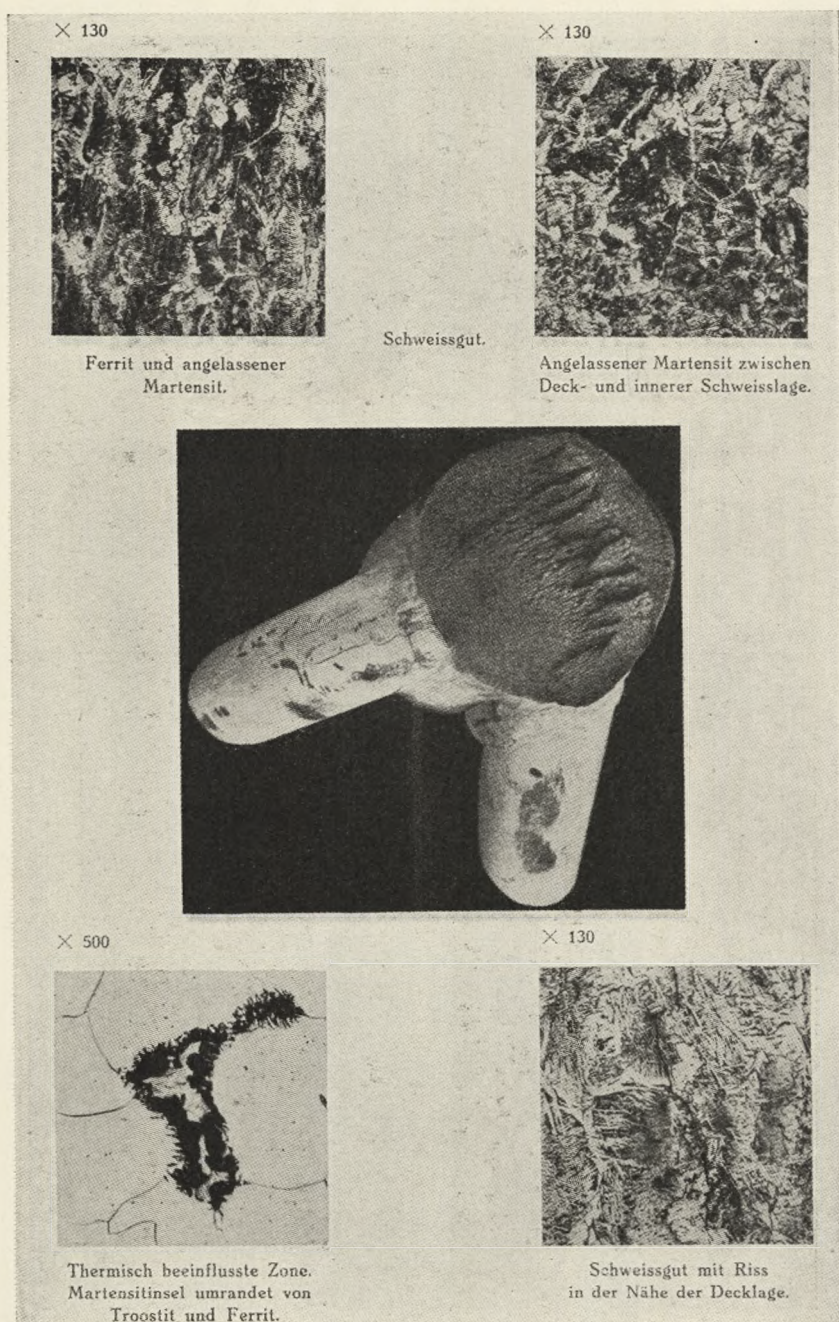 × 130
× 130
Ferrit und angelassener
Martensit.
Schweissgut.
Angelassener Martensit zwischen
Deck- und innerer Schweisslage.
× 500
× 130
Thermisch beeinflusste Zone.
Martensitinsel umrandet von
Troostit und Ferrit.
Schweissgut mit Riss
in der Nähe der Decklage.